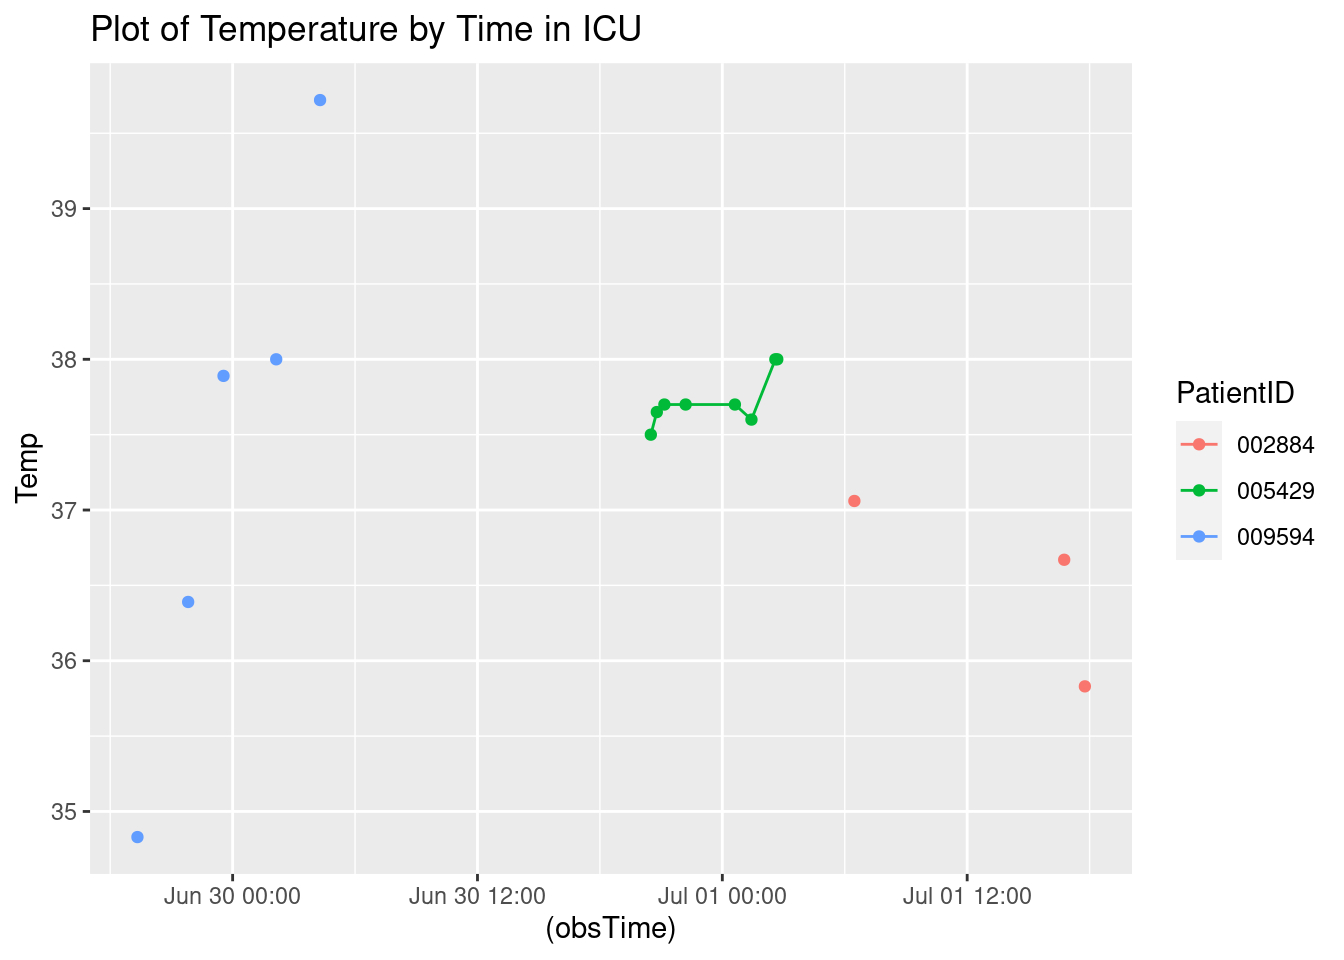 Plot of Temperature by Time in ICU
39
38
37
36
35
Temp
Jun 30 00:00
Jun 30 12:00
Jul 01 00:00
Jul 01 12:00
(obsTime)
PatientID
002884
005429
009594